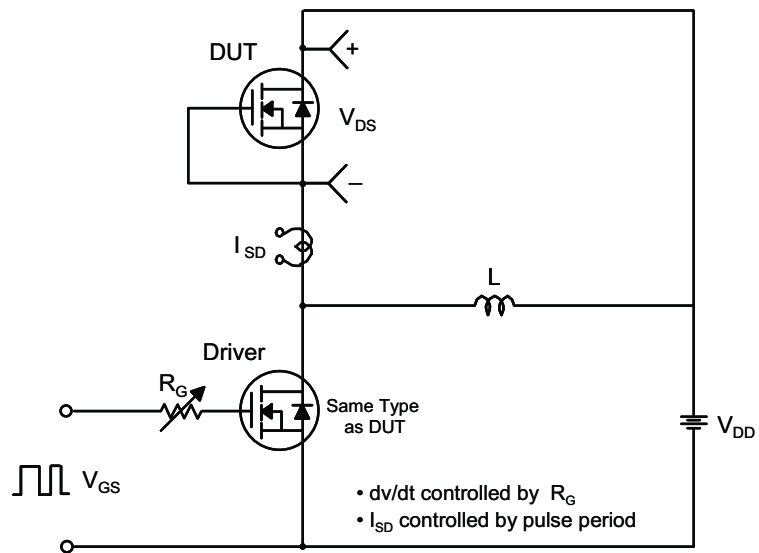 DUT
+
V_DS
–
I_SD
L
Driver
R_G
Same Type
as DUT
V_DD
V_GS
• dv/dt controlled by R_G
• I_SD controlled by pulse period